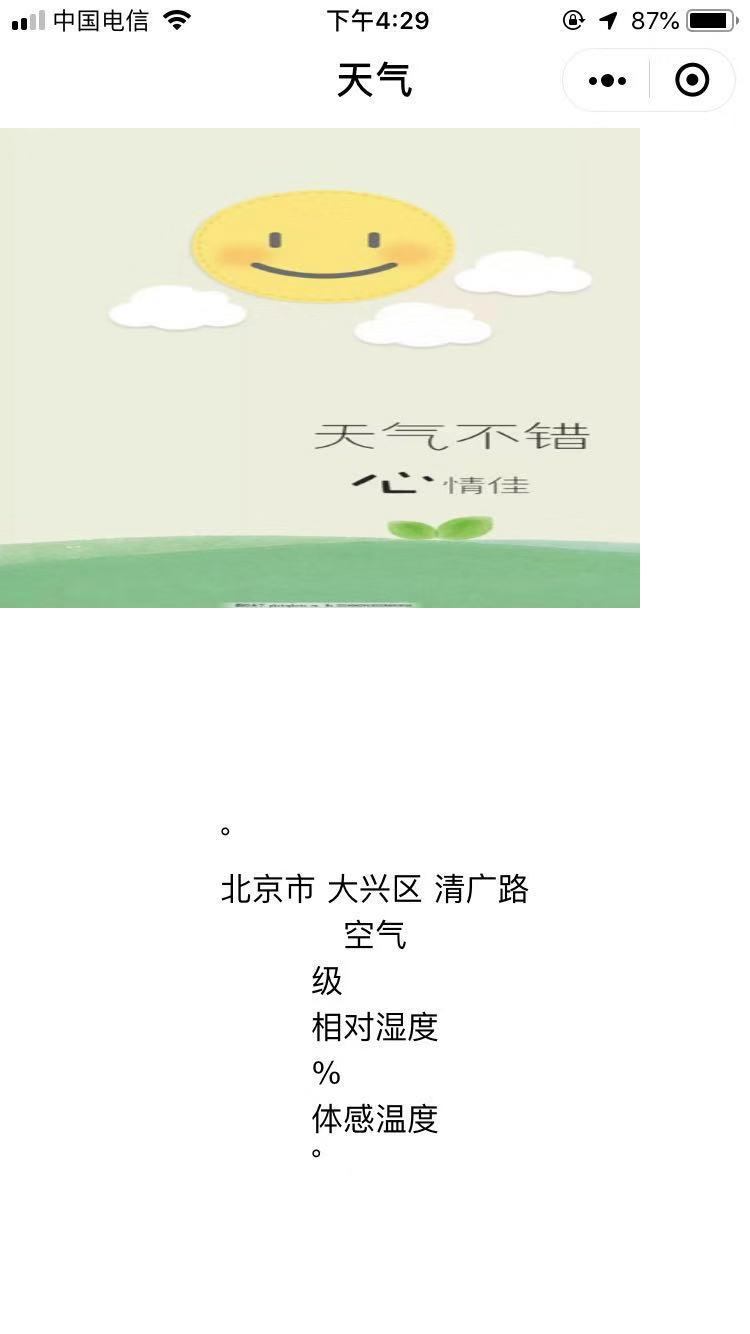 中国电信 下午4:29 87%
天气
天气不错
心情佳
°
北京市 大兴区 清广路
空气
级
相对湿度
%
体感温度
°